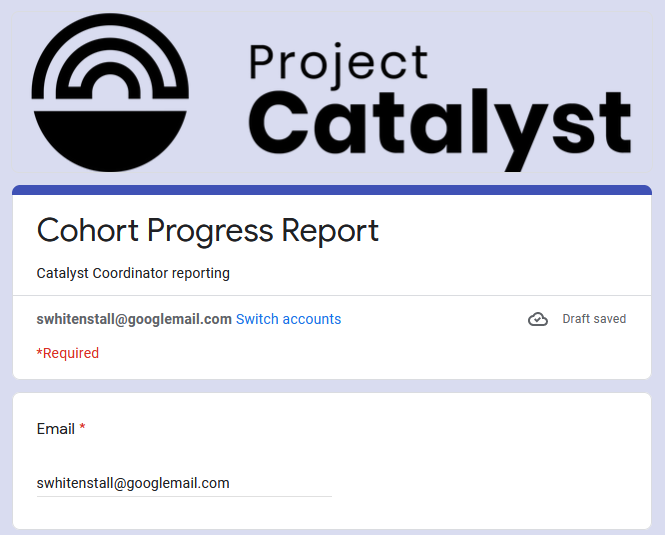 Project
Catalyst
Cohort Progress Report
Catalyst Coordinator reporting
swhitenstall@googlemail.com Switch accounts
Draft saved
*Required
Email *
swhitenstall@googlemail.com